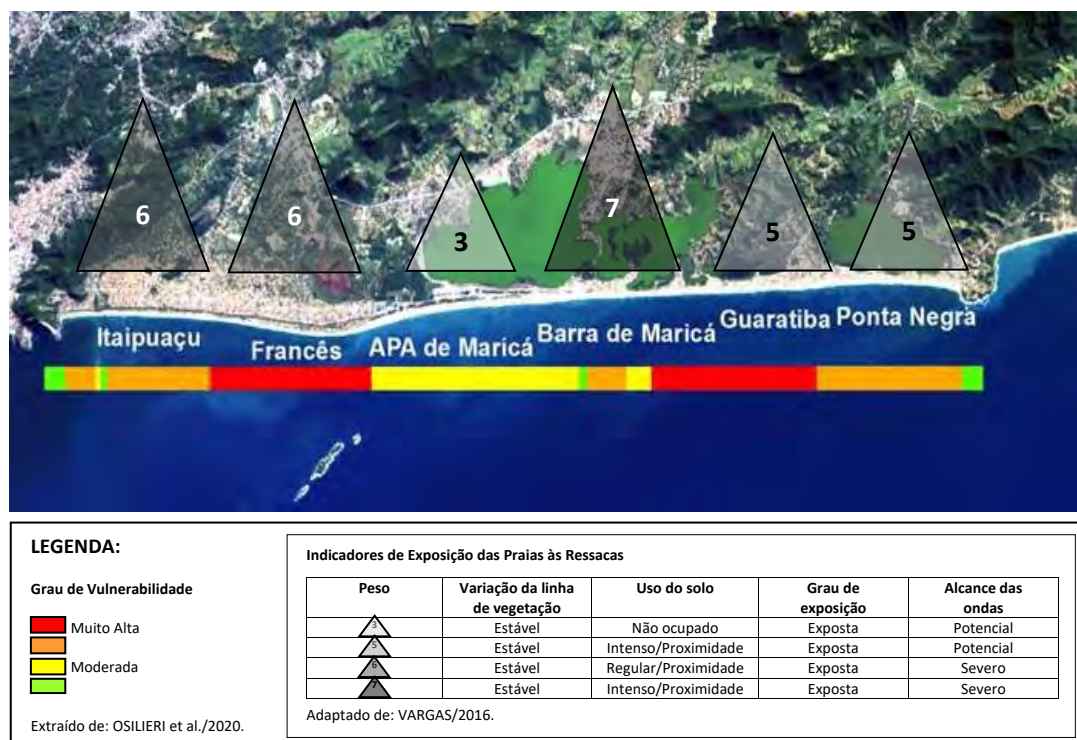 6
6
3
7
5
5
Itaipuaçu
Francês
APA de Maricá
Barra de Maricá
Guaratiba
Ponta Negra
LEGENDA:
Grau de Vulnerabilidade
Muito Alta
Moderada
Extraído de: OSILIERI et al./2020.
Indicadores de Exposição das Praias às Ressacas
Peso Variação da linha de vegetação Uso do solo Grau de exposição Alcance das ondas
3 Estável Não ocupado Exposta Potencial
5 Estável Intenso/Proximidade Exposta Potencial
6 Estável Regular/Proximidade Exposta Severo
7 Estável Intenso/Proximidade Exposta Severo
Adaptado de: VARGAS/2016.